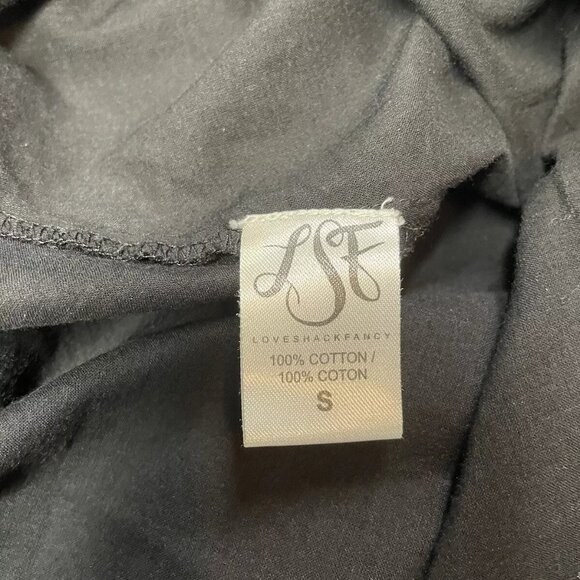 LSF
LOVESHACKFANCY
100% COTTON /
100% COTON
S